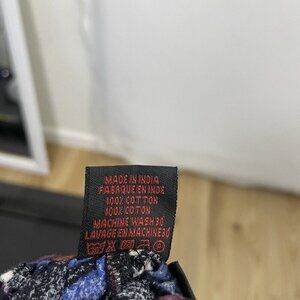 MADE IN INDIA
FABRIQUE EN INDE
100% COTTON
100% COTON
MACHINE WASH 30
LAVAGE EN MACHINE 30